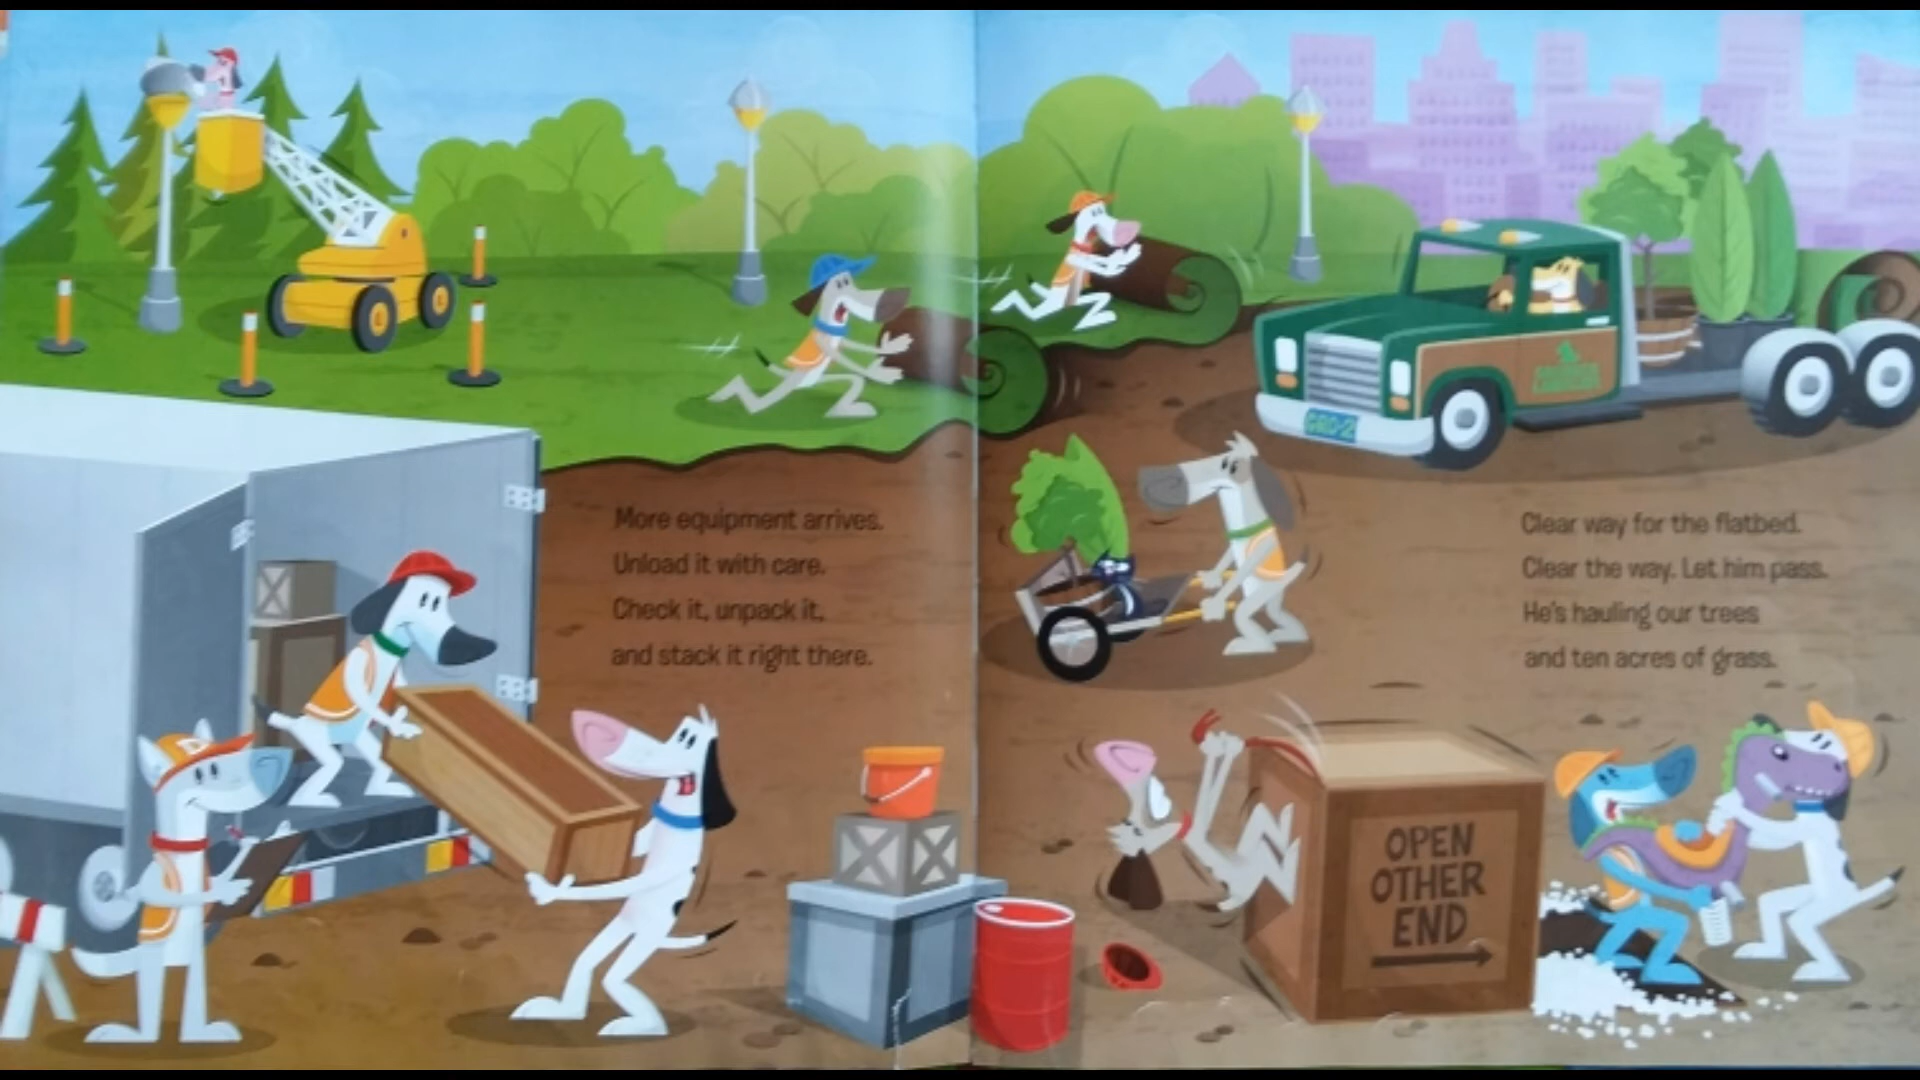 More equipment arrives.
Unload it with care.
Check it, unpack it,
and stack it right there.
Clear way for the flatbed.
Clear the way. Let him pass.
He's hauling our trees
and ten acres of grass.
OPEN
OTHER
END